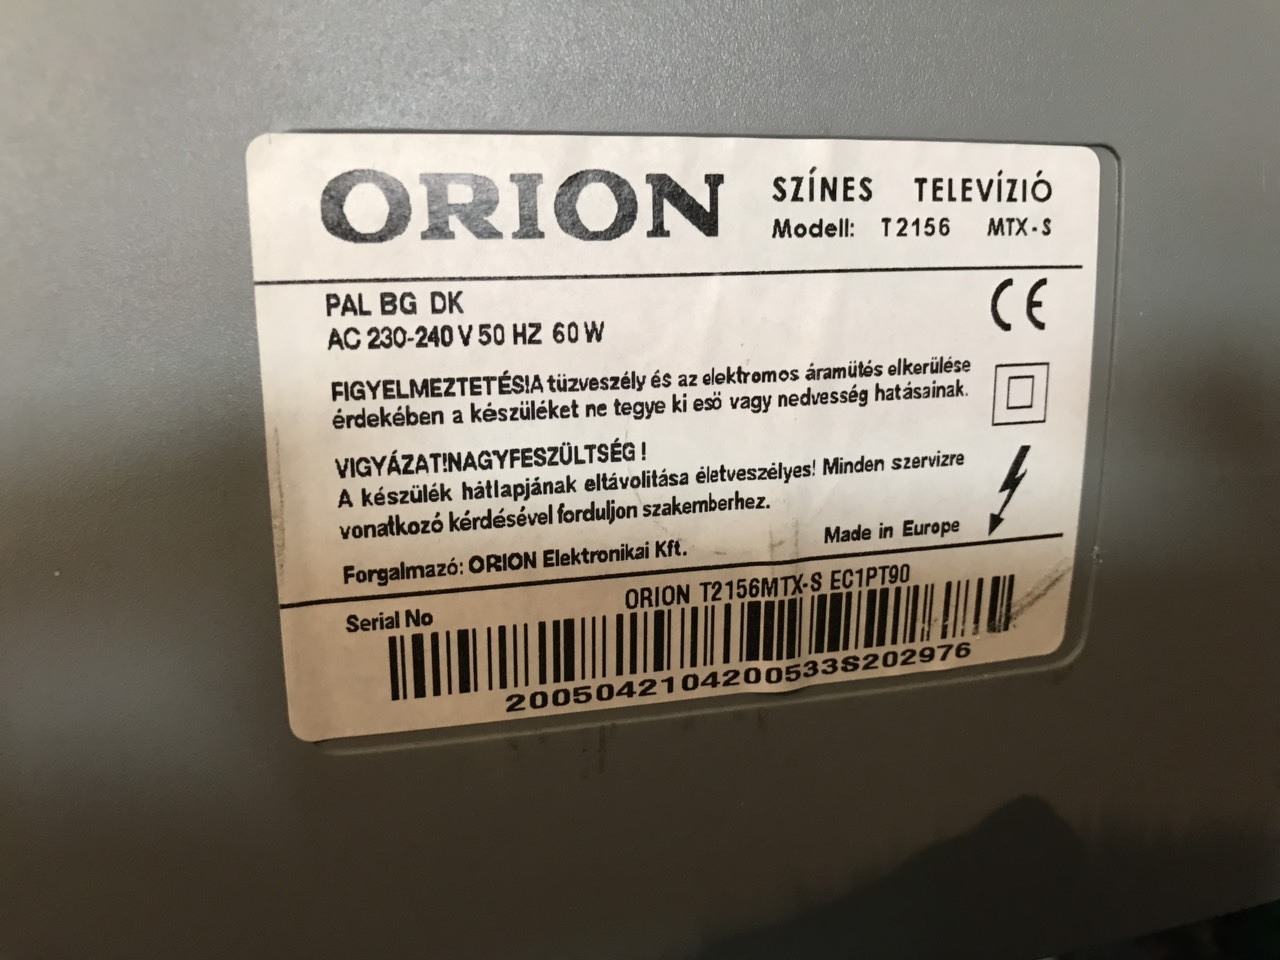 ORION
SZÍNES TELEVÍZIÓ
Modell: T2156 MTX-S
PAL BG DK
AC 230-240 V 50 HZ 60 W
CE
FIGYELMEZTETÉS!A tüzveszély és az elektromos áramütés elkerülése
érdekében a készüléket ne tegye ki esö vagy nedvesség hatásainak.
VIGYÁZAT!NAGYFESZÜLTSÉG !
A készülék hátlapjának eltávolitása életveszélyes! Minden szervizre
vonatkozó kérdésével forduljon szakemberhez.
Forgalmazó: ORION Elektronikai Kft.
Made in Europe
ORION T2156MTX-S EC1PT90
Serial No
2005042104200533S202976